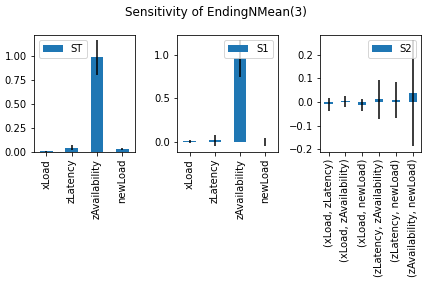 Sensitivity of EndingNMean(3)
ST
1.00
0.75
0.50
0.25
0.00
xLoad
zLatency
zAvailability
newLoad
S1
1.0
0.5
0.0
xLoad
zLatency
zAvailability
newLoad
S2
0.2
0.1
0.0
−0.1
−0.2
(xLoad, zLatency)
(xLoad, zAvailability)
(xLoad, newLoad)
(zLatency, zAvailability)
(zLatency, newLoad)
(zAvailability, newLoad)